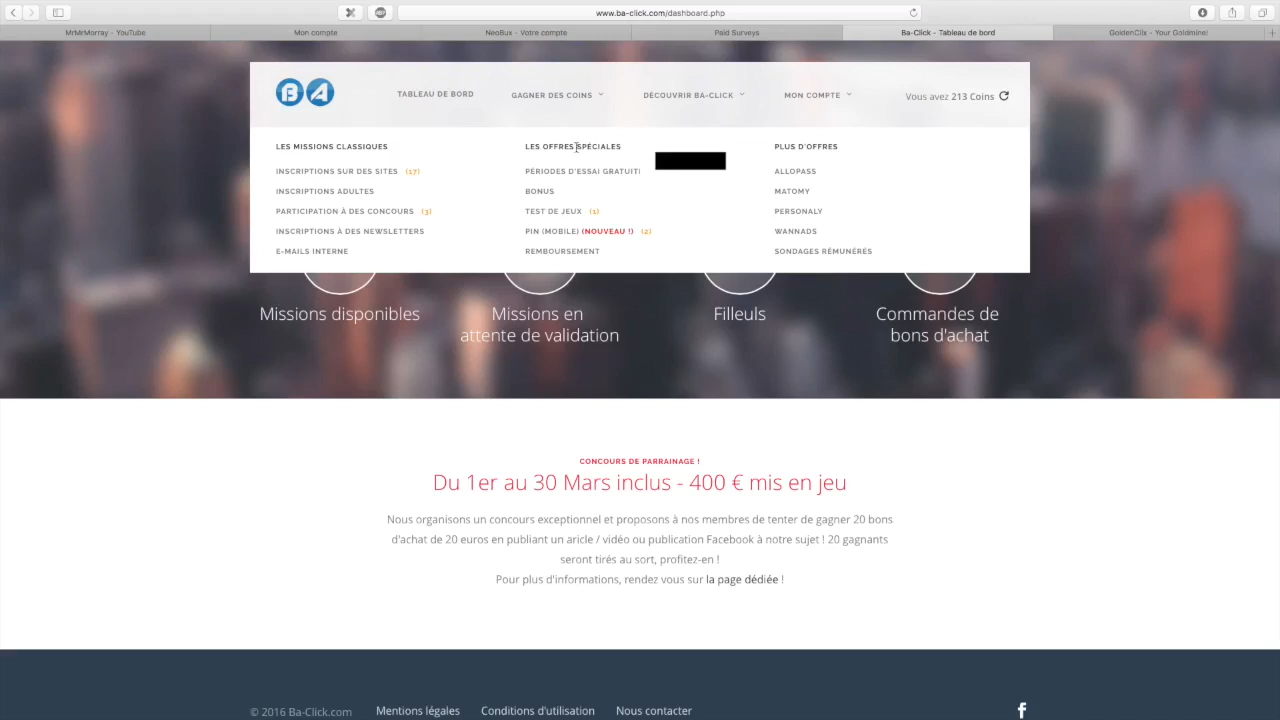 www.ba-click.com/dashboard.php
MrMrMorray - YouTube
Mon compte
NeoBux - Votre compte
Paid Surveys
Ba-Click - Tableau de bord
GoldenClix - Your Goldmine!
BA
TABLEAU DE BORD
GAGNER DES COINS
DÉCOUVRIR BA-CLICK
MON COMPTE
Vous avez 213 Coins
LES MISSIONS CLASSIQUES
INSCRIPTIONS SUR DES SITES (17)
INSCRIPTIONS ADULTES
PARTICIPATION À DES CONCOURS (3)
INSCRIPTIONS À DES NEWSLETTERS
E-MAILS INTERNE
LES OFFRES SPÉCIALES
PÉRIODES D'ESSAI GRATUIT
BONUS
TEST DE JEUX (1)
PIN (MOBILE) (NOUVEAU !) (2)
REMBOURSEMENT
PLUS D'OFFRES
ALLOPASS
MATOMY
PERSONALY
WANNADS
SONDAGES RÉMUNÉRÉS
Missions disponibles
Missions en
attente de validation
Filleuls
Commandes de
bons d'achat
CONCOURS DE PARRAINAGE !
Du 1er au 30 Mars inclus - 400 € mis en jeu
Nous organisons un concours exceptionnel et proposons à nos membres de tenter de gagner 20 bons
d'achat de 20 euros en publiant un aricle / vidéo ou publication Facebook à notre sujet ! 20 gagnants
seront tirés au sort, profitez-en !
Pour plus d'informations, rendez vous sur la page dédiée !
© 2016 Ba-Click.com
Mentions légales
Conditions d'utilisation
Nous contacter